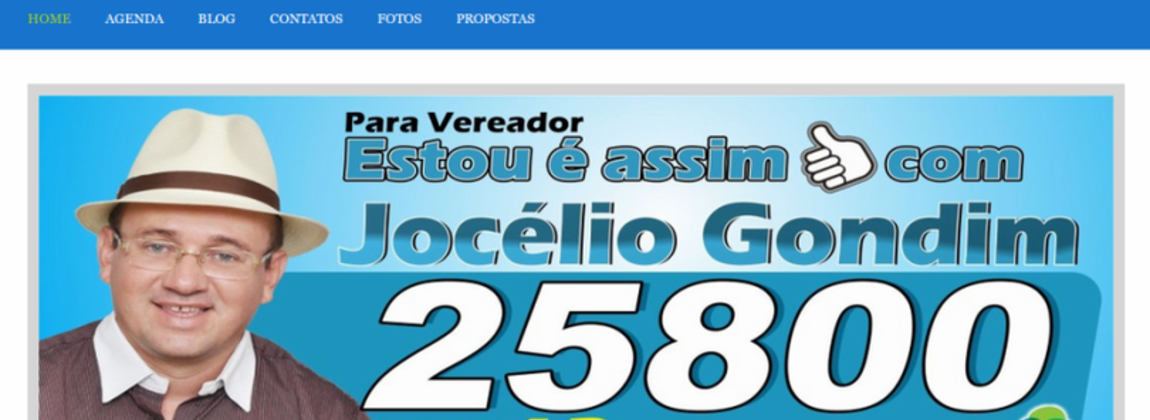 HOME AGENDA BLOG CONTATOS FOTOS PROPOSTAS
Para Vereador
Estou é assim com
Jocélio Gondim
25800